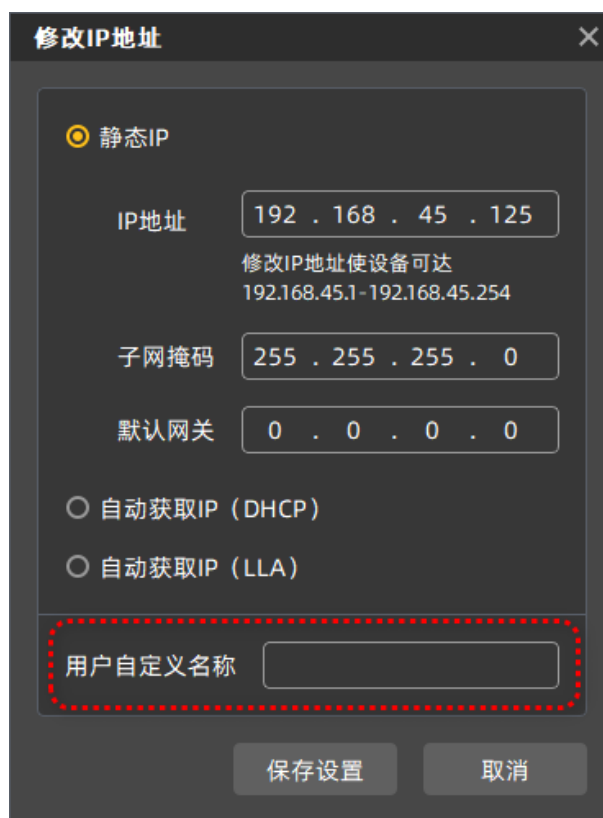 修改IP地址
静态IP
IP地址 192 . 168 . 45 . 125
修改IP地址使设备可达
192.168.45.1-192.168.45.254
子网掩码 255 . 255 . 255 . 0
默认网关 0 . 0 . 0 . 0
自动获取IP（DHCP）
自动获取IP（LLA）
用户自定义名称
保存设置 取消